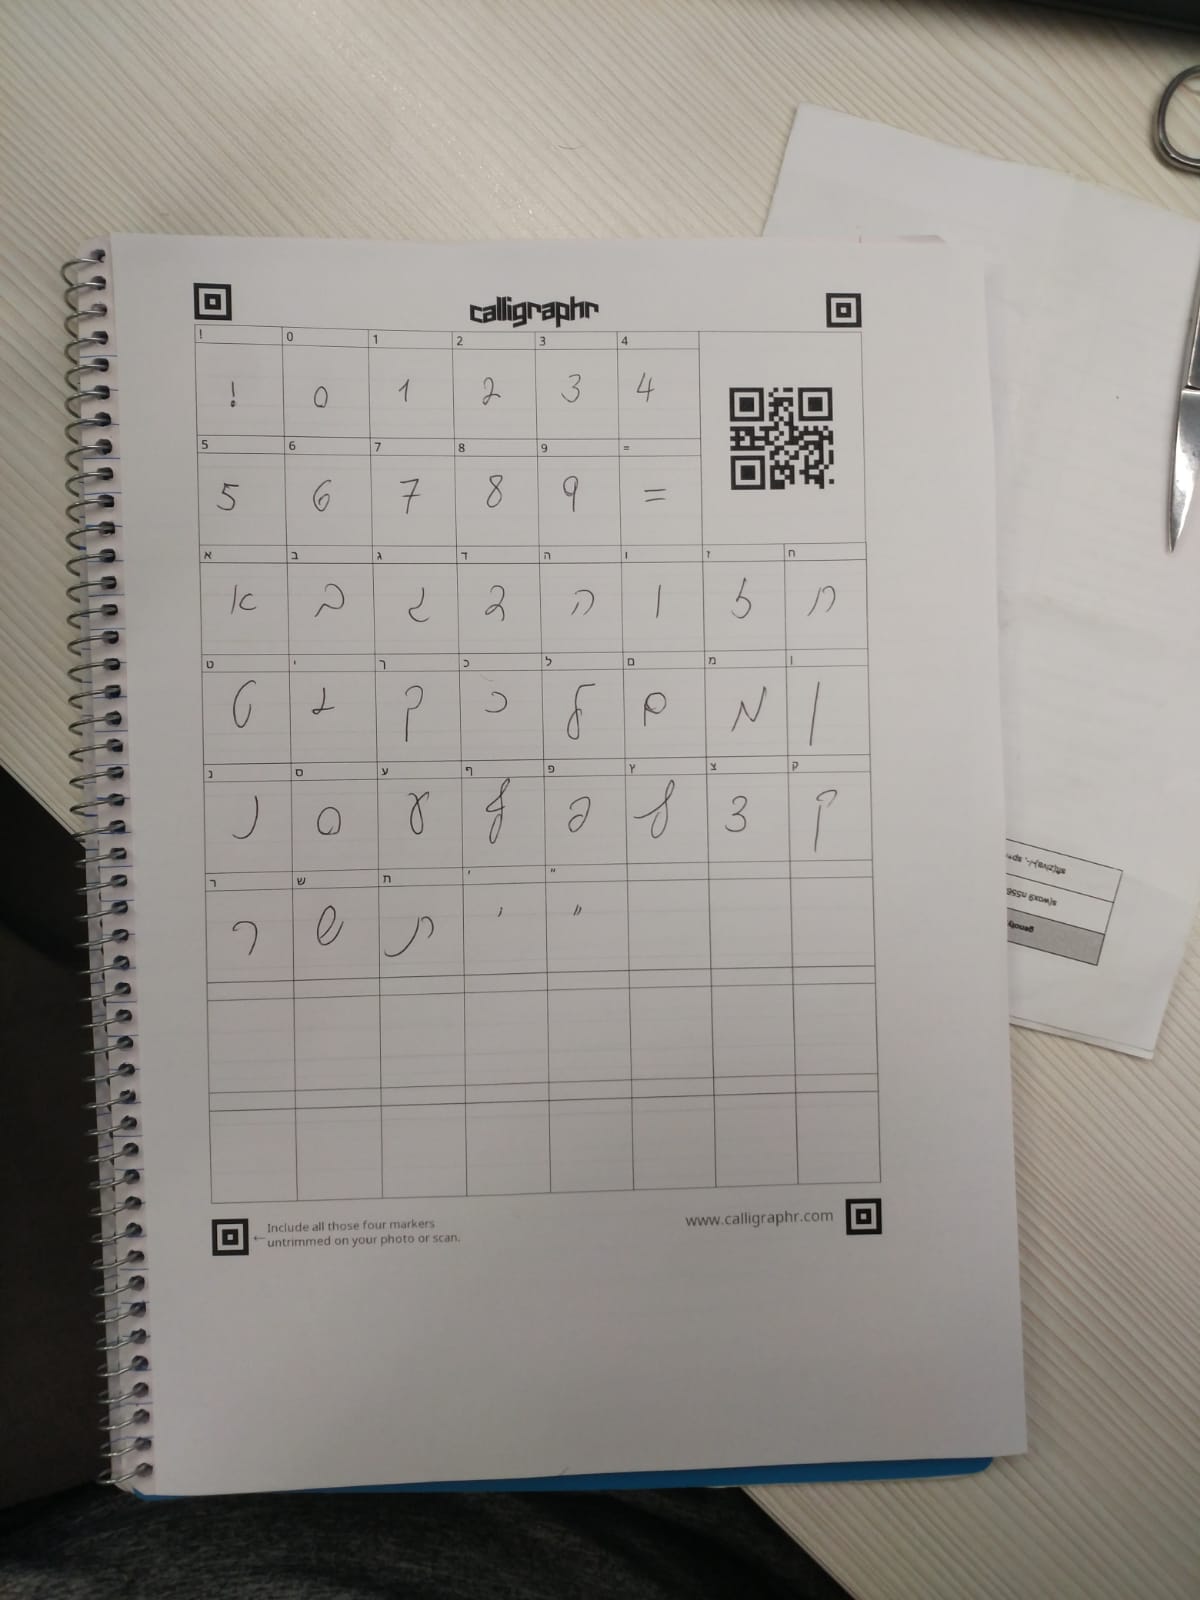 calligraphr
! 0 1 2 3 4
! 0 1 2 3 4
5 6 7 8 9 =
5 6 7 8 9 =
א ב ג ד ה ו ז ח
א ב ג ד ה ו ז ח
ט י ך כ ל ם מ ן
ט י ך כ ל ם מ ן
נ ס ע ף פ ץ צ ק
נ ס ע ף פ ץ צ ק
ר ש ת ' "
ר ש ת ' "
Include all those four markers
←untrimmed on your photo or scan.
www.calligraphr.com